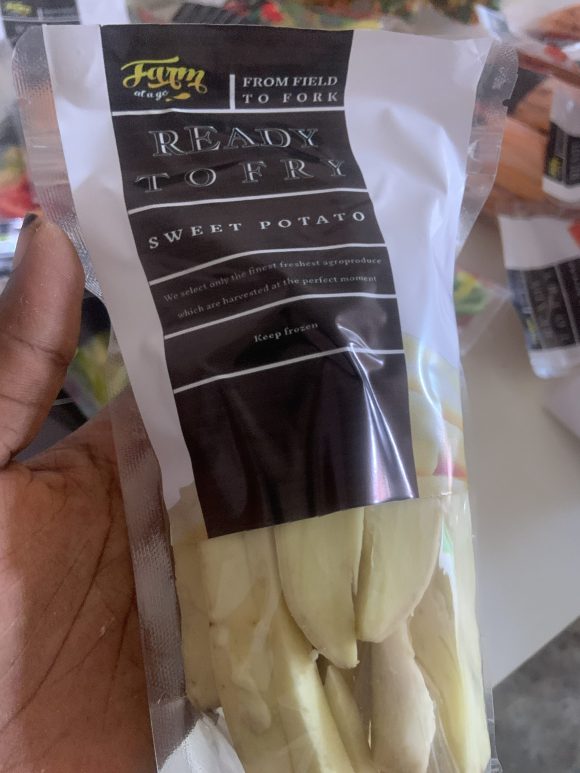 Farm
at a go
FROM FIELD
TO FORK
READY
TO FRY
SWEET POTATO
We select only the finest freshest agroproduce
which are harvested at the perfect moment
Keep frozen